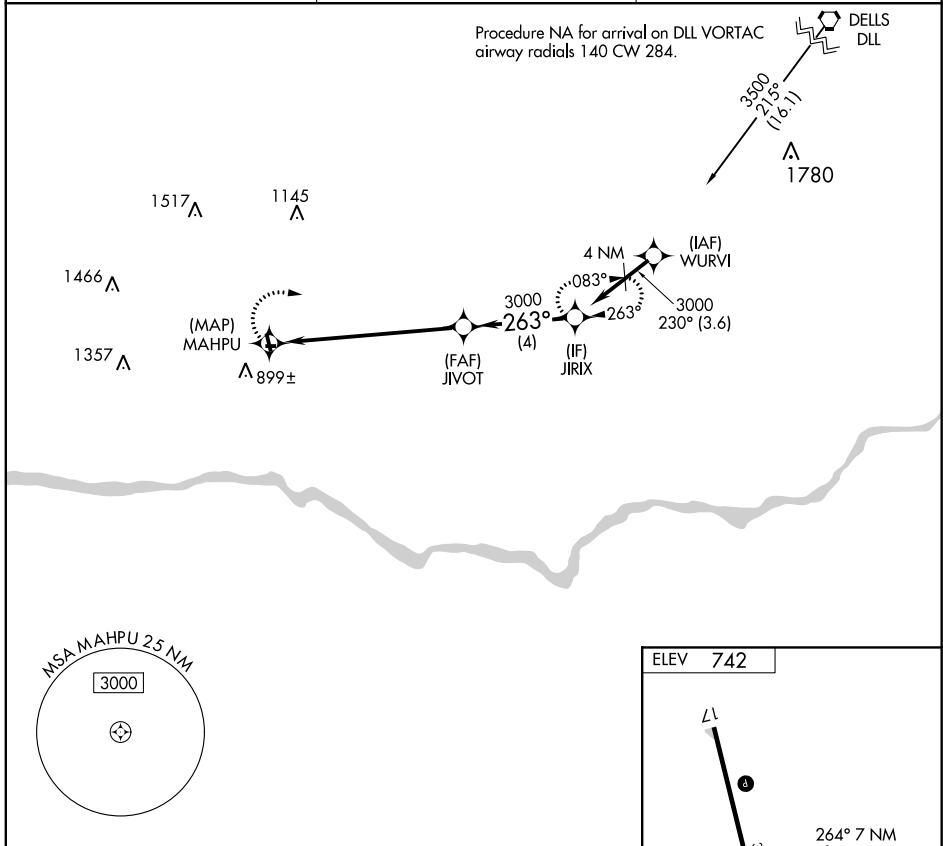 Procedure NA for arrival on DLL VORTAC
airway radials 140 CW 284.
DELLS
DLL
3500
215°
(16.1)
1780
1517
1145
1466
1357
899±
4 NM
(IAF)
WURVI
083°
263°
3000
230° (3.6)
3000
263°
(4)
(MAP)
MAHPU
(FAF)
JIVOT
(IF)
JIRIX
MSA MAHPU 25 NM
3000
ELEV 742
17
P
264° 7 NM